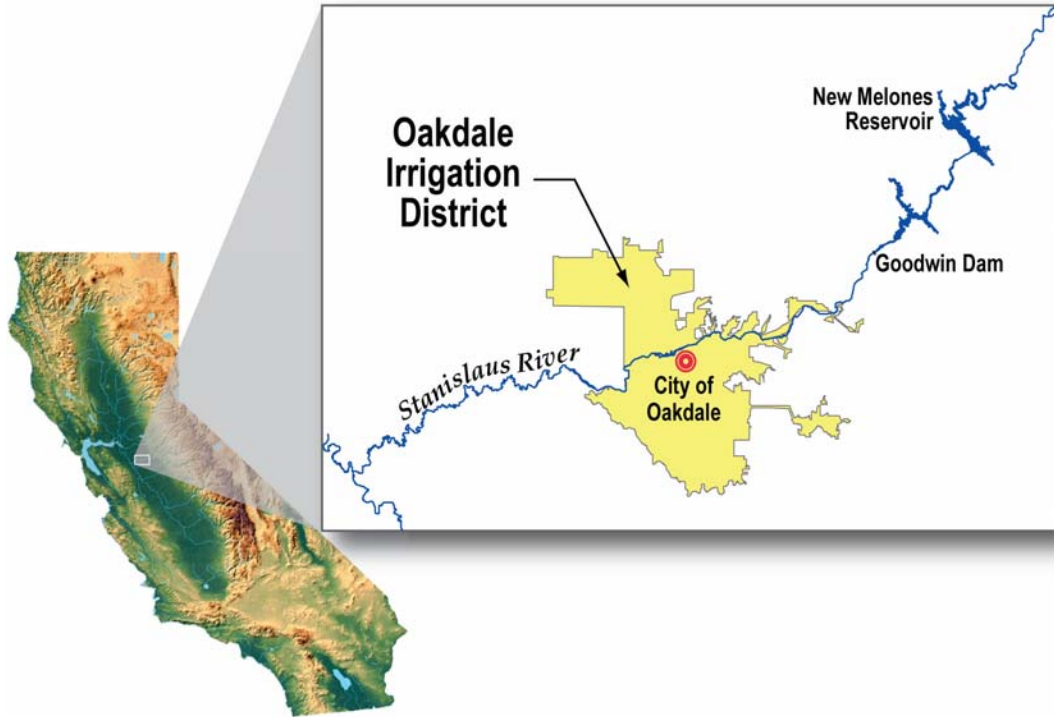 New Melones
Reservoir
Oakdale
Irrigation
District
Goodwin Dam
Stanislaus River
City of
Oakdale